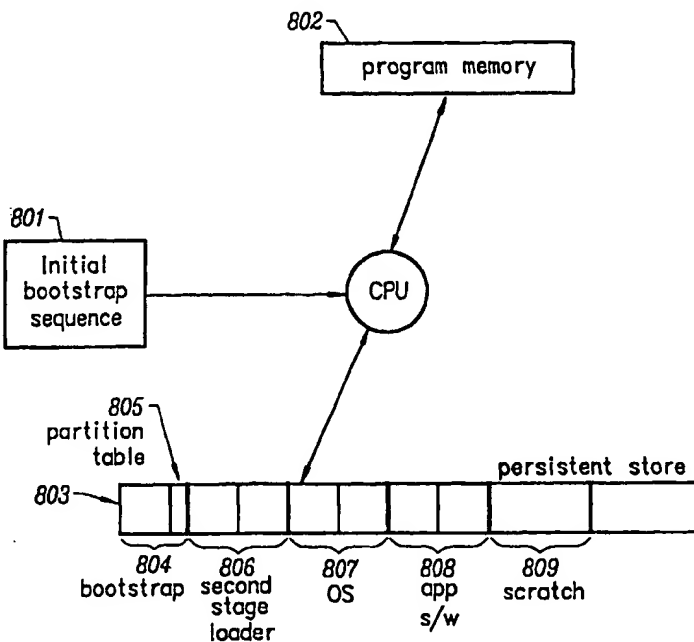 802
program memory
801
Initial
bootstrap
sequence
CPU
805
partition
table
persistent store
803
804
bootstrap
806
second
stage
loader
807
OS
808
app
s/w
809
scratch